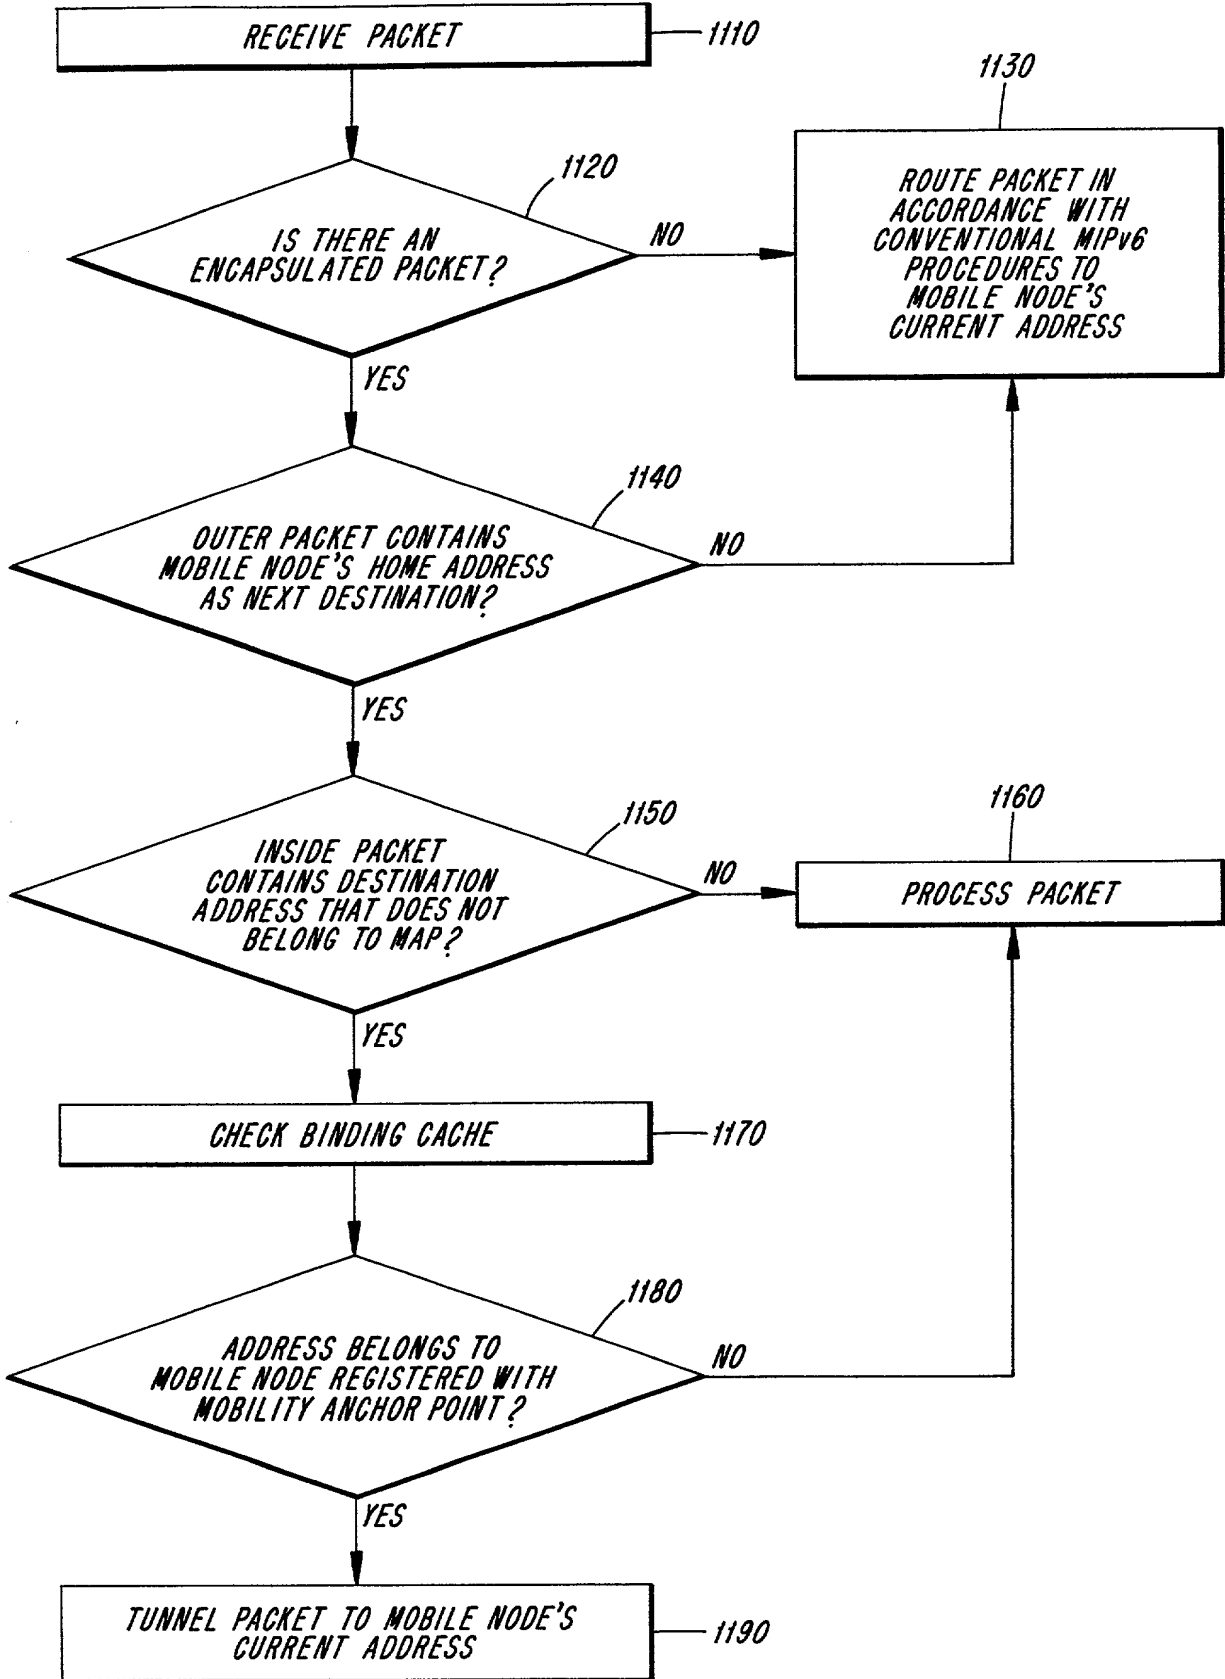 RECEIVE PACKET
1110
1130
1120
IS THERE AN
ENCAPSULATED PACKET?
NO
ROUTE PACKET IN
ACCORDANCE WITH
CONVENTIONAL MIPv6
PROCEDURES TO
MOBILE NODE'S
CURRENT ADDRESS
YES
1140
OUTER PACKET CONTAINS
MOBILE NODE'S HOME ADDRESS
AS NEXT DESTINATION?
NO
YES
1150
1160
INSIDE PACKET
CONTAINS DESTINATION
ADDRESS THAT DOES NOT
BELONG TO MAP?
NO
PROCESS PACKET
YES
CHECK BINDING CACHE
1170
1180
ADDRESS BELONGS TO
MOBILE NODE REGISTERED WITH
MOBILITY ANCHOR POINT?
NO
YES
TUNNEL PACKET TO MOBILE NODE'S
CURRENT ADDRESS
1190